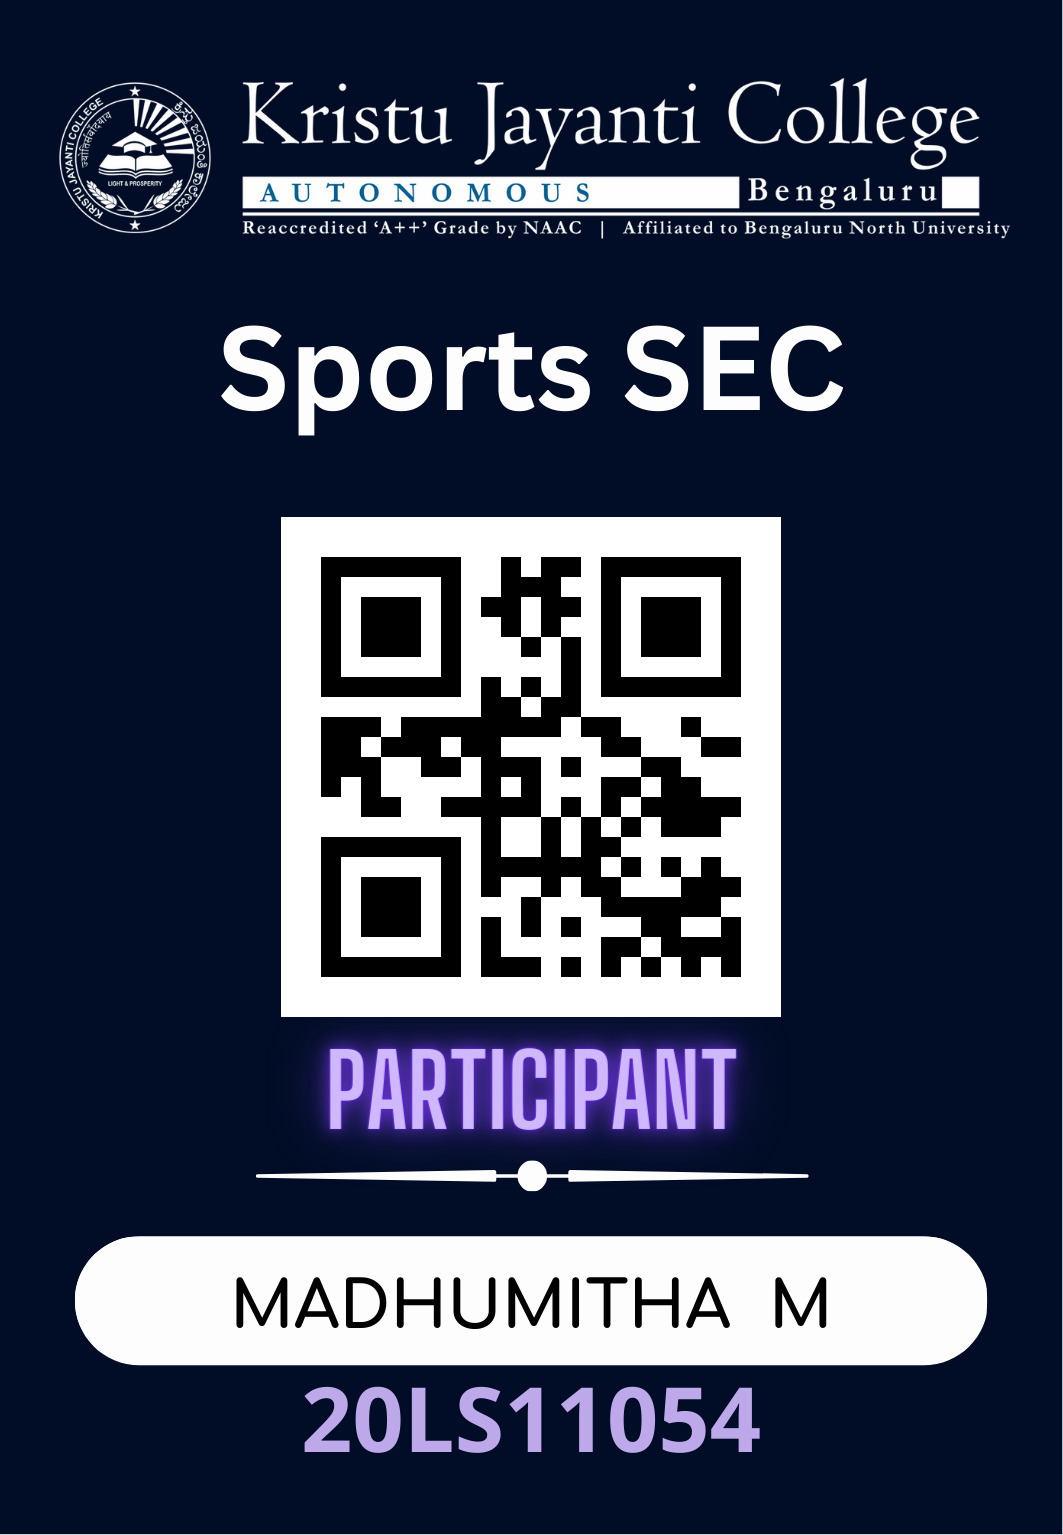 KRISTU JAYANTI COLLEGE
ಕ್ರಿಸ್ತು ಜಯಂತಿ ಕಾಲೇಜು
LIGHT & PROSPERITY
Kristu Jayanti College
AUTONOMOUS Bengaluru
Reaccredited ‘A++’ Grade by NAAC | Affiliated to Bengaluru North University
Sports SEC
PARTICIPANT
MADHUMITHA M
20LS11054